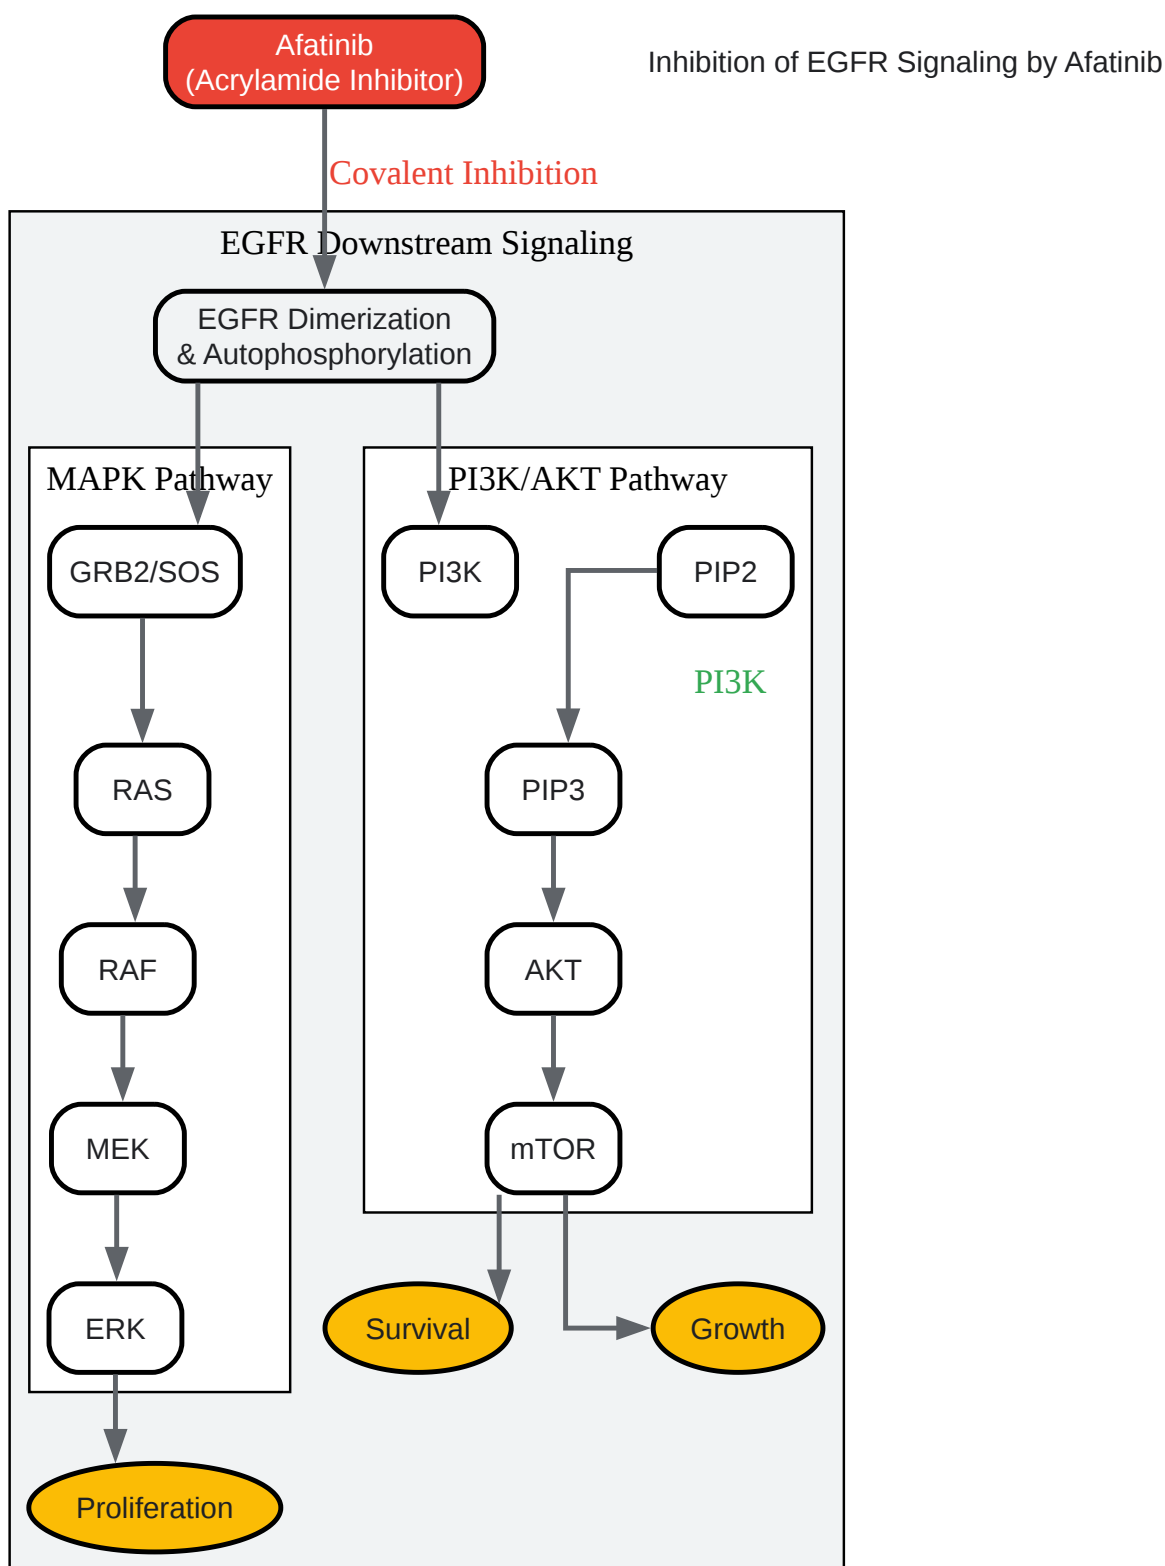 Afatinib
(Acrylamide Inhibitor)
Inhibition of EGFR Signaling by Afatinib
Covalent Inhibition
EGFR Downstream Signaling
EGFR Dimerization
& Autophosphorylation
MAPK Pathway
PI3K/AKT Pathway
GRB2/SOS
PI3K
PIP2
PI3K
RAS
PIP3
RAF
AKT
MEK
mTOR
ERK
Survival
Growth
Proliferation